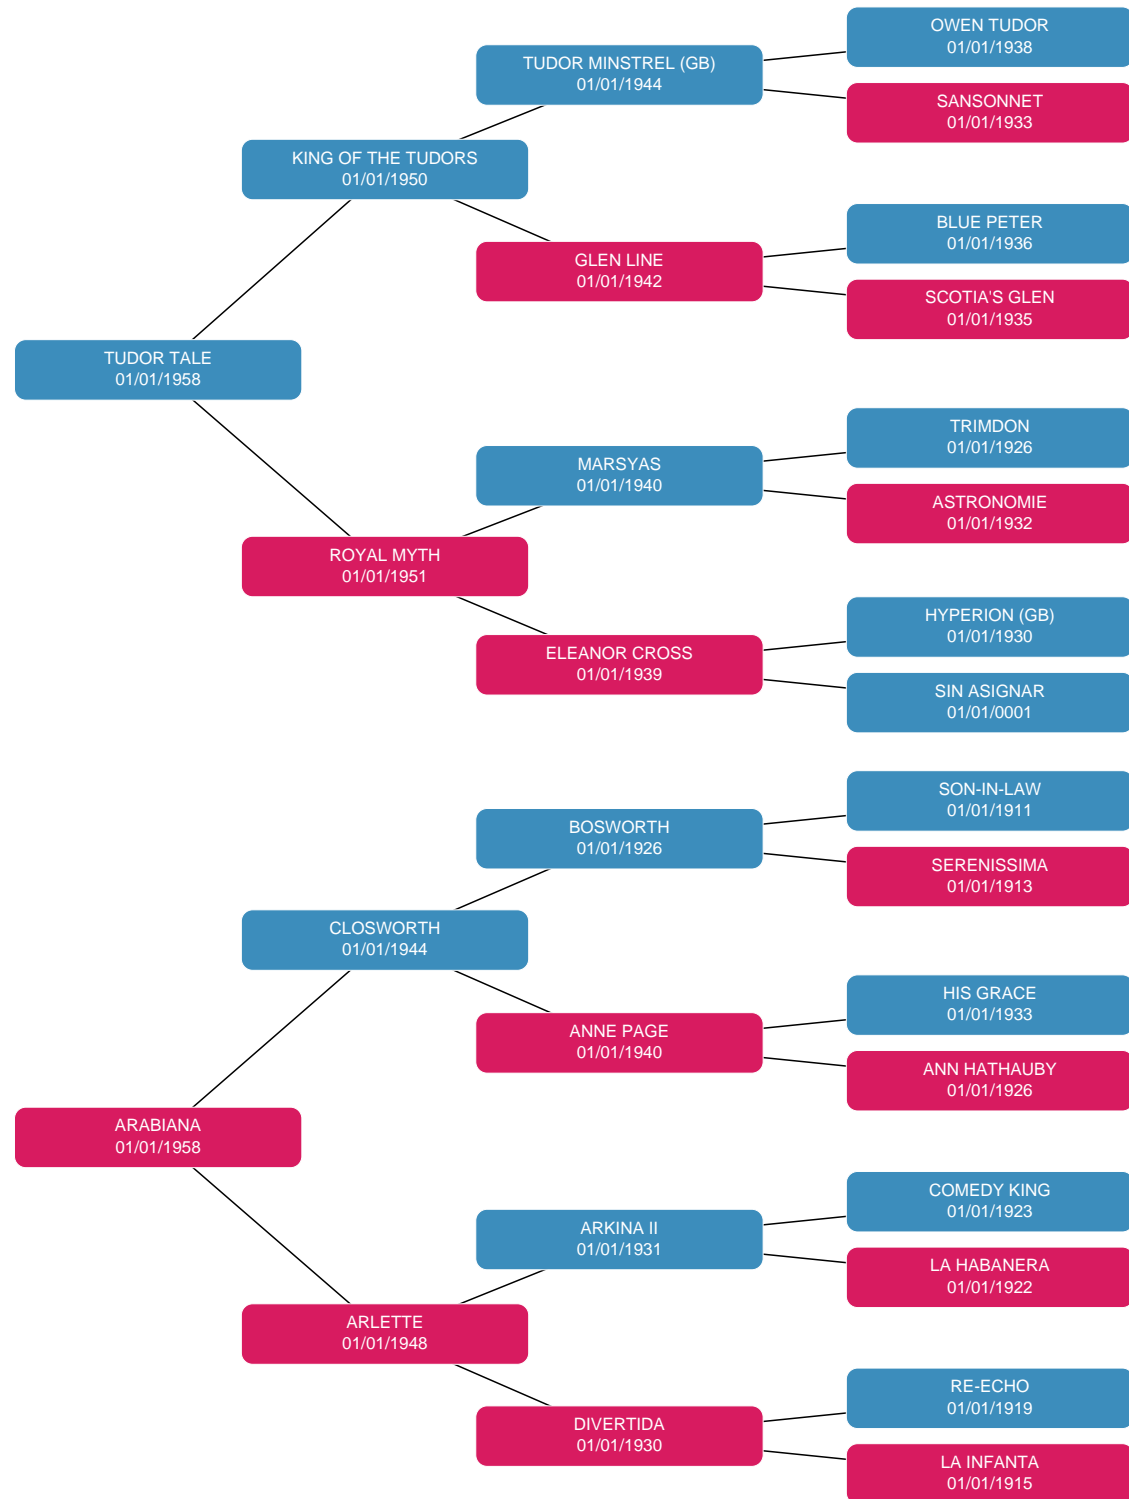 OWEN TUDOR
01/01/1938
TUDOR MINSTREL (GB)
01/01/1944
SANSONNET
01/01/1933
KING OF THE TUDORS
01/01/1950
BLUE PETER
01/01/1936
GLEN LINE
01/01/1942
SCOTIA'S GLEN
01/01/1935
TUDOR TALE
01/01/1958
TRIMDON
01/01/1926
MARSYAS
01/01/1940
ASTRONOMIE
01/01/1932
ROYAL MYTH
01/01/1951
HYPERION (GB)
01/01/1930
ELEANOR CROSS
01/01/1939
SIN ASIGNAR
01/01/0001
SON-IN-LAW
01/01/1911
BOSWORTH
01/01/1926
SERENISSIMA
01/01/1913
CLOSWORTH
01/01/1944
HIS GRACE
01/01/1933
ANNE PAGE
01/01/1940
ANN HATHAUBY
01/01/1926
ARABIANA
01/01/1958
COMEDY KING
01/01/1923
ARKINA II
01/01/1931
LA HABANERA
01/01/1922
ARLETTE
01/01/1948
RE-ECHO
01/01/1919
DIVERTIDA
01/01/1930
LA INFANTA
01/01/1915